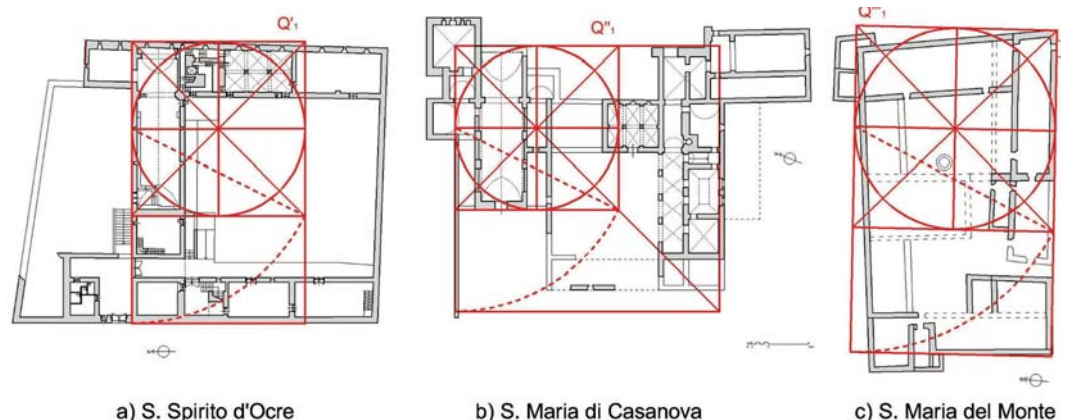 Q'₁
Q''₁
Q'''₁
a) S. Spirito d'Ocre
b) S. Maria di Casanova
c) S. Maria del Monte